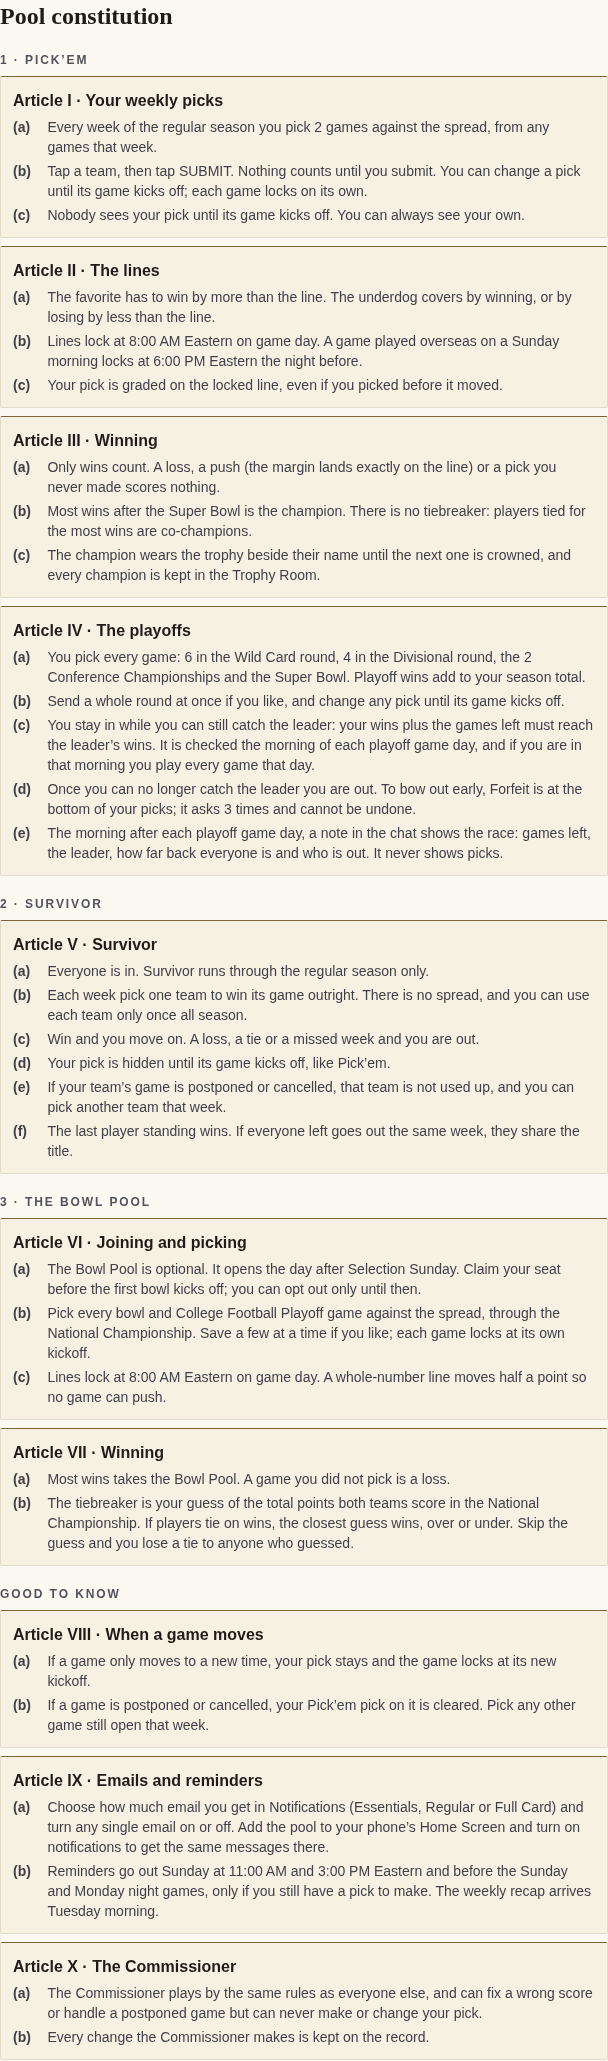 Pool constitution
1 · PICK’EM
Article I · Your weekly picks
(a) Every week of the regular season you pick 2 games against the spread, from any
games that week.
(b) Tap a team, then tap SUBMIT. Nothing counts until you submit. You can change a pick
until its game kicks off; each game locks on its own.
(c) Nobody sees your pick until its game kicks off. You can always see your own.
Article II · The lines
(a) The favorite has to win by more than the line. The underdog covers by winning, or by
losing by less than the line.
(b) Lines lock at 8:00 AM Eastern on game day. A game played overseas on a Sunday
morning locks at 6:00 PM Eastern the night before.
(c) Your pick is graded on the locked line, even if you picked before it moved.
Article III · Winning
(a) Only wins count. A loss, a push (the margin lands exactly on the line) or a pick you
never made scores nothing.
(b) Most wins after the Super Bowl is the champion. There is no tiebreaker: players tied for
the most wins are co-champions.
(c) The champion wears the trophy beside their name until the next one is crowned, and
every champion is kept in the Trophy Room.
Article IV · The playoffs
(a) You pick every game: 6 in the Wild Card round, 4 in the Divisional round, the 2
Conference Championships and the Super Bowl. Playoff wins add to your season total.
(b) Send a whole round at once if you like, and change any pick until its game kicks off.
(c) You stay in while you can still catch the leader: your wins plus the games left must reach
the leader’s wins. It is checked the morning of each playoff game day, and if you are in
that morning you play every game that day.
(d) Once you can no longer catch the leader you are out. To bow out early, Forfeit is at the
bottom of your picks; it asks 3 times and cannot be undone.
(e) The morning after each playoff game day, a note in the chat shows the race: games left,
the leader, how far back everyone is and who is out. It never shows picks.
2 · SURVIVOR
Article V · Survivor
(a) Everyone is in. Survivor runs through the regular season only.
(b) Each week pick one team to win its game outright. There is no spread, and you can use
each team only once all season.
(c) Win and you move on. A loss, a tie or a missed week and you are out.
(d) Your pick is hidden until its game kicks off, like Pick’em.
(e) If your team’s game is postponed or cancelled, that team is not used up, and you can
pick another team that week.
(f) The last player standing wins. If everyone left goes out the same week, they share the
title.
3 · THE BOWL POOL
Article VI · Joining and picking
(a) The Bowl Pool is optional. It opens the day after Selection Sunday. Claim your seat
before the first bowl kicks off; you can opt out only until then.
(b) Pick every bowl and College Football Playoff game against the spread, through the
National Championship. Save a few at a time if you like; each game locks at its own
kickoff.
(c) Lines lock at 8:00 AM Eastern on game day. A whole-number line moves half a point so
no game can push.
Article VII · Winning
(a) Most wins takes the Bowl Pool. A game you did not pick is a loss.
(b) The tiebreaker is your guess of the total points both teams score in the National
Championship. If players tie on wins, the closest guess wins, over or under. Skip the
guess and you lose a tie to anyone who guessed.
GOOD TO KNOW
Article VIII · When a game moves
(a) If a game only moves to a new time, your pick stays and the game locks at its new
kickoff.
(b) If a game is postponed or cancelled, your Pick’em pick on it is cleared. Pick any other
game still open that week.
Article IX · Emails and reminders
(a) Choose how much email you get in Notifications (Essentials, Regular or Full Card) and
turn any single email on or off. Add the pool to your phone’s Home Screen and turn on
notifications to get the same messages there.
(b) Reminders go out Sunday at 11:00 AM and 3:00 PM Eastern and before the Sunday
and Monday night games, only if you still have a pick to make. The weekly recap arrives
Tuesday morning.
Article X · The Commissioner
(a) The Commissioner plays by the same rules as everyone else, and can fix a wrong score
or handle a postponed game but can never make or change your pick.
(b) Every change the Commissioner makes is kept on the record.